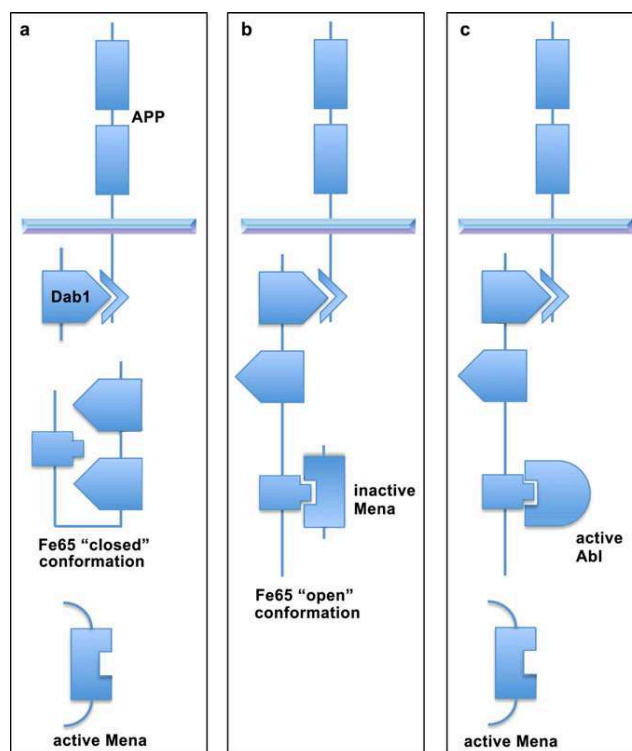 a
APP
Dab1
Fe65 “closed”
conformation
active Mena
b
inactive
Mena
Fe65 “open”
conformation
c
active
Abl
active Mena